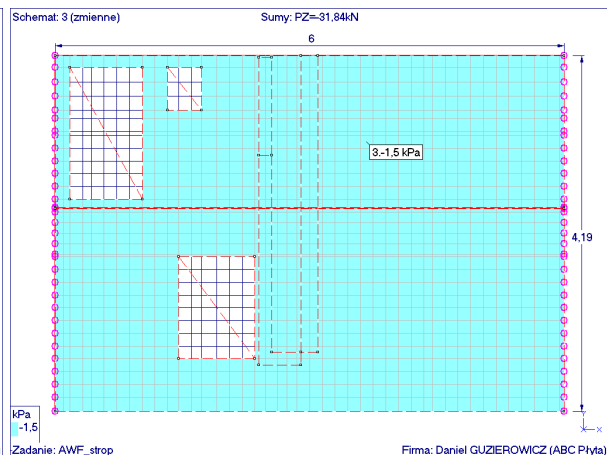 Schemat: 3 (zmienne) Sumy: PZ=-31,84kN
6
3.-1,5 kPa
4,19
kPa
-1,5
Y
X
Zadanie: AWF_strop Firma: Daniel GUZIEROWICZ (ABC Płyta)